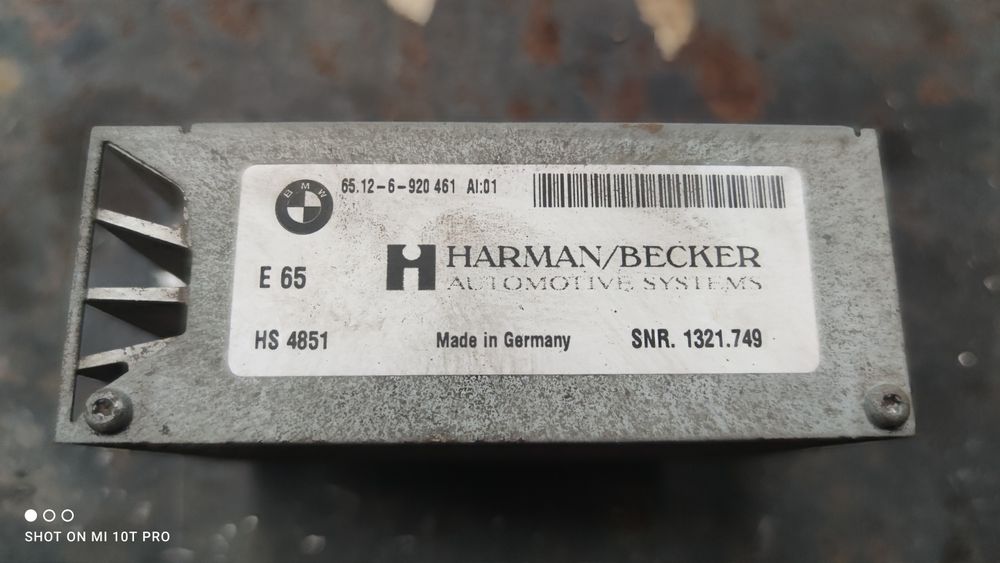 BMW
65.12-6-920 461 AI:01
HARMAN/BECKER
AUTOMOTIVE SYSTEMS
E 65
HS 4851
Made in Germany
SNR. 1321.749
SHOT ON MI 10T PRO